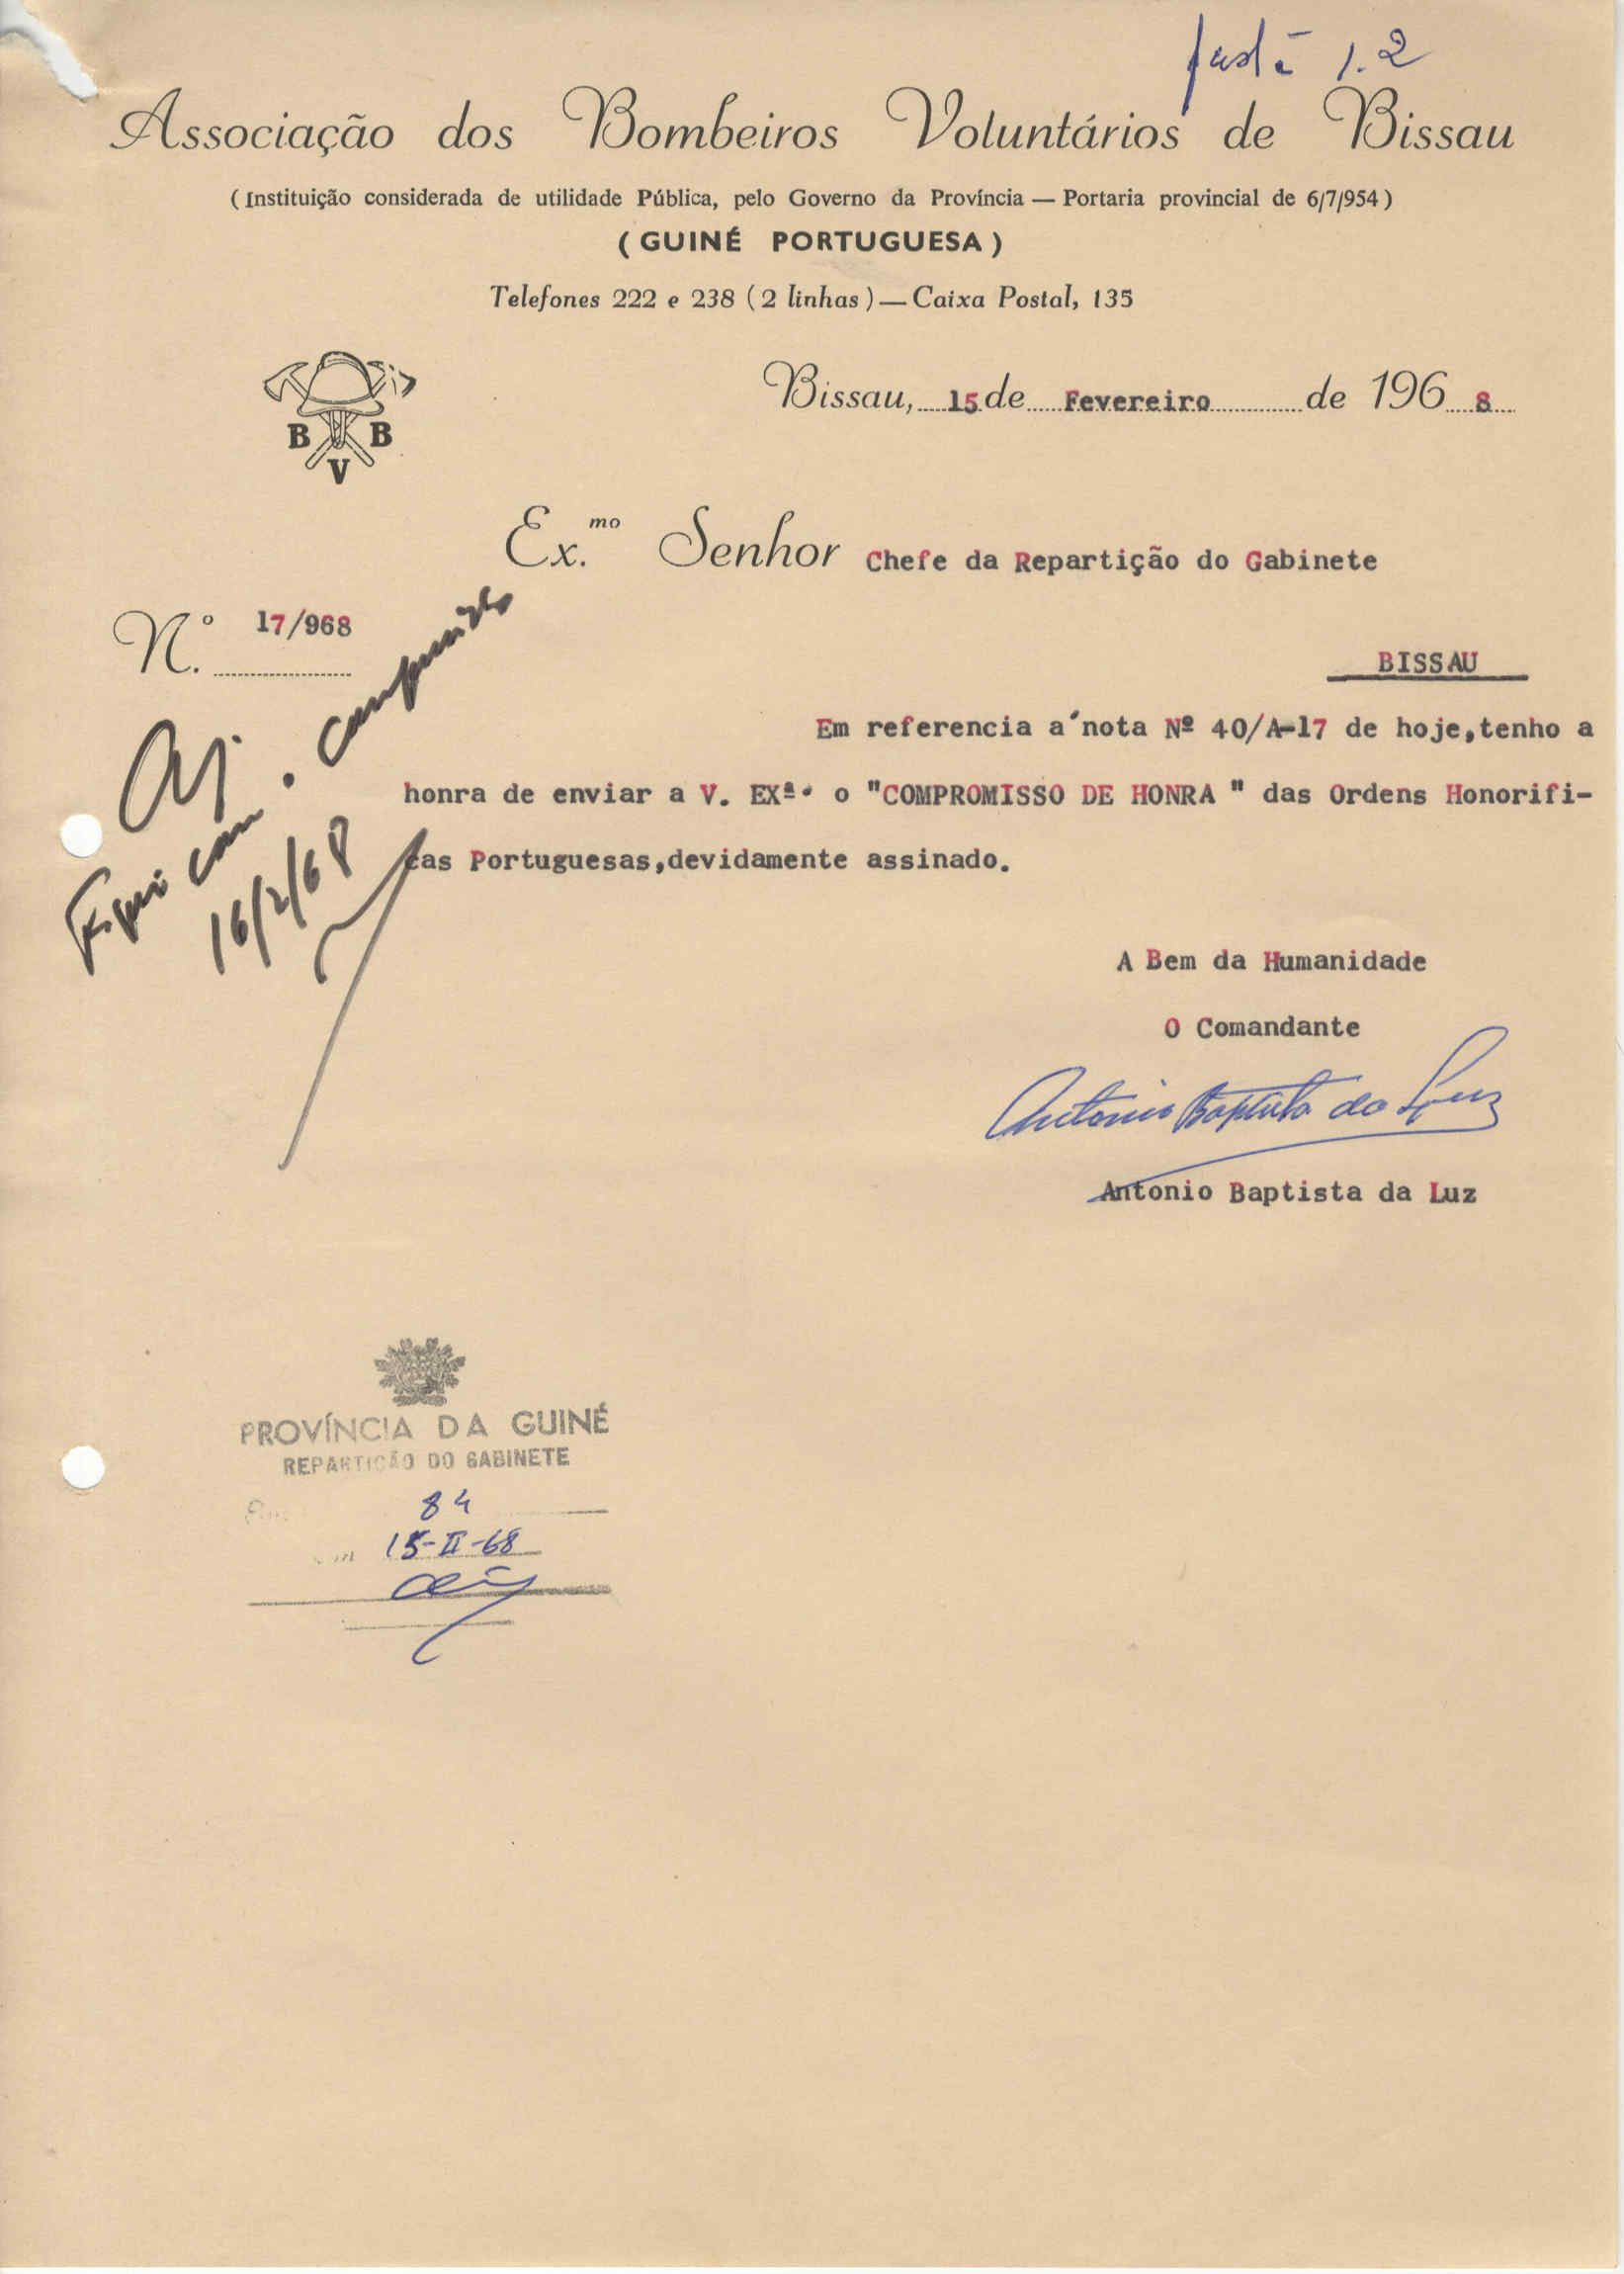 1.2
Associação dos Bombeiros Voluntários de Bissau
(Instituição considerada de utilidade Pública, pelo Governo da Província — Portaria provincial de 6/7/954)
(GUINÉ PORTUGUESA)
Telefones 222 e 238 (2 linhas) — Caixa Postal, 135
B B
V
Bissau, 15 de Fevereiro de 196 8
Ex.mo Senhor Chefe da Repartição do Gabinete
N.º 17/968
BISSAU
Em referencia a´nota Nº 40/A-17 de hoje,tenho a
honra de enviar a V. EXª. o "COMPROMISSO DE HONRA " das Ordens Honorifi-
cas Portuguesas,devidamente assinado.
16/2/68
A Bem da Humanidade
O Comandante
Antonio Baptista da Luz
Antonio Baptista da Luz
PROVÍNCIA DA GUINÉ
REPARTIÇÃO DO GABINETE
84
15-II-68